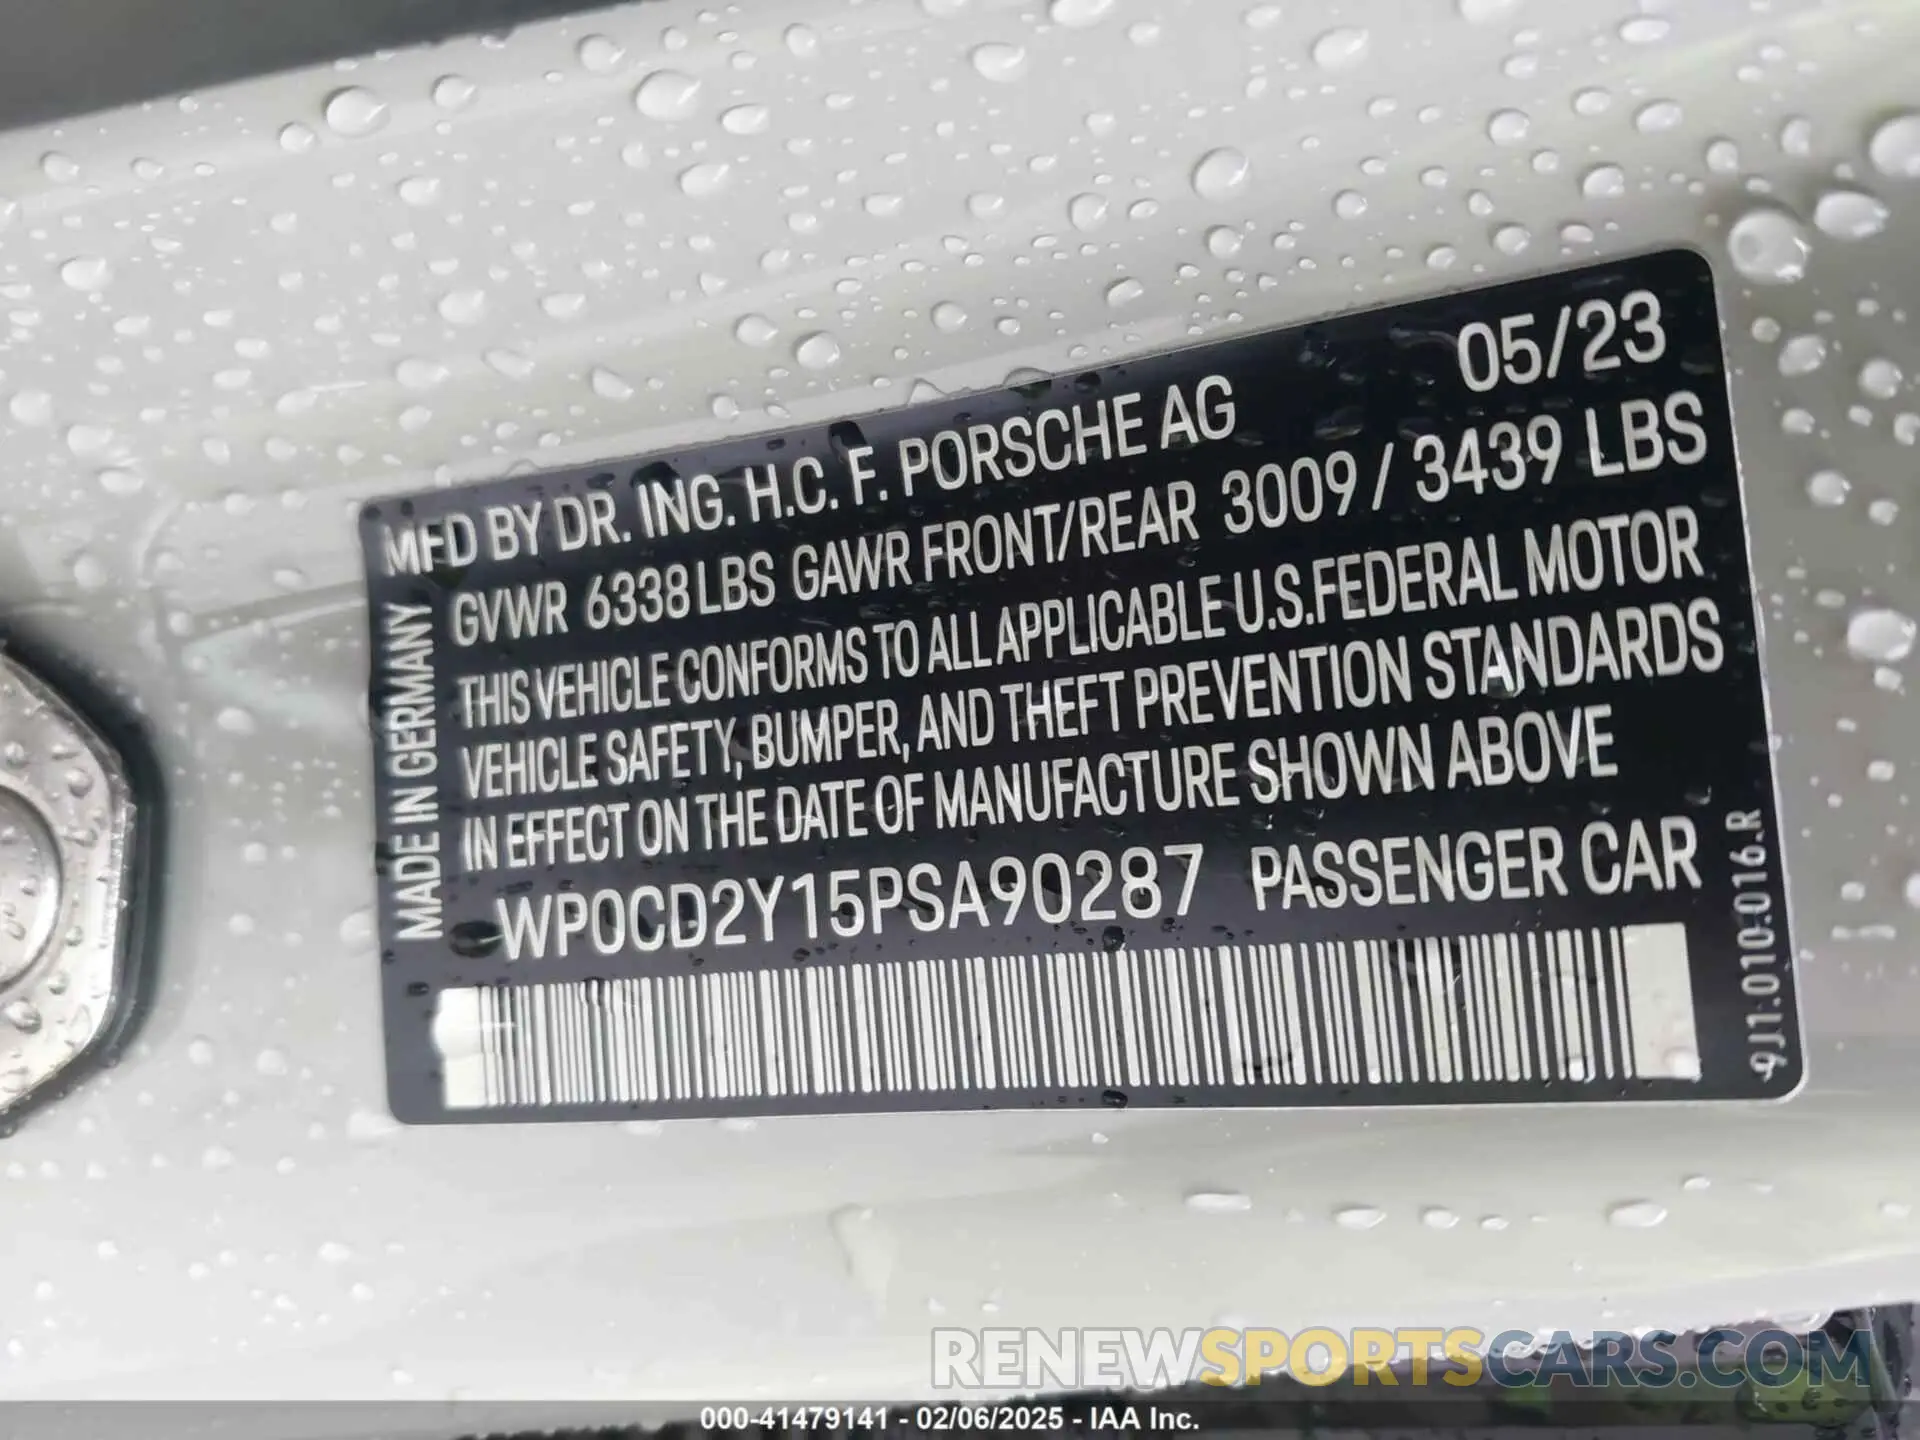 05/23
MFD BY DR. ING. H.C. F. PORSCHE AG
GVWR 6338 LBS GAWR FRONT/REAR 3009 / 3439 LBS
THIS VEHICLE CONFORMS TO ALL APPLICABLE U.S.FEDERAL MOTOR
VEHICLE SAFETY, BUMPER, AND THEFT PREVENTION STANDARDS
IN EFFECT ON THE DATE OF MANUFACTURE SHOWN ABOVE
WP0CD2Y15PSA90287 PASSENGER CAR
MADE IN GERMANY
9J1.010.016.R
RENEWSPORTSCARS.COM
000-41479141 - 02/06/2025 - IAA Inc.